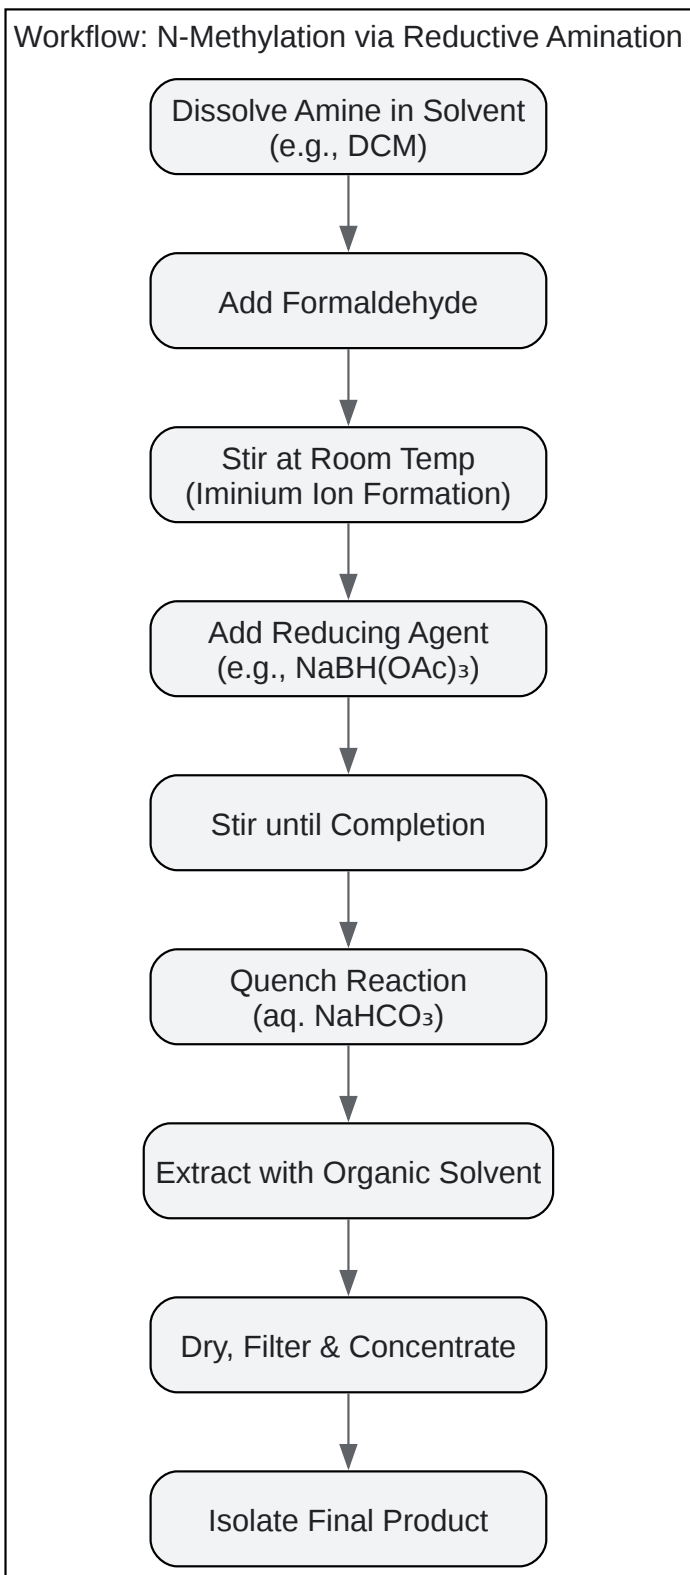 Workflow: N-Methylation via Reductive Amination
Dissolve Amine in Solvent
(e.g., DCM)
Add Formaldehyde
Stir at Room Temp
(Iminium Ion Formation)
Add Reducing Agent
(e.g., NaBH(OAc)₃)
Stir until Completion
Quench Reaction
(aq. NaHCO₃)
Extract with Organic Solvent
Dry, Filter & Concentrate
Isolate Final Product